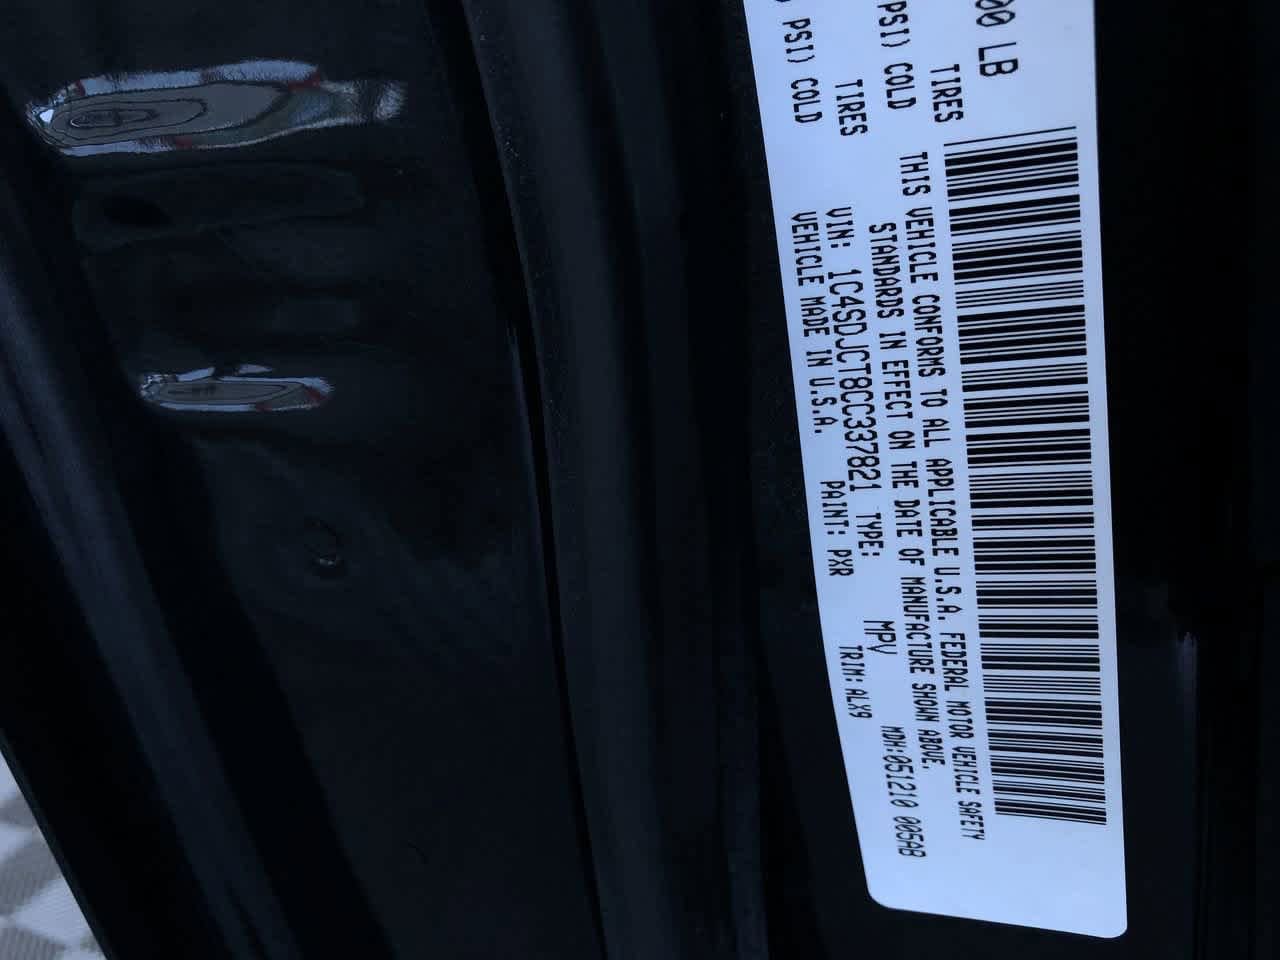 00 LB
PSI) COLD TIRES
PSI) COLD TIRES
THIS VEHICLE CONFORMS TO ALL APPLICABLE U.S.A. FEDERAL MOTOR VEHICLE SAFETY
STANDARDS IN EFFECT ON THE DATE OF MANUFACTURE SHOWN ABOVE.
VIN: 1C4SDJCT8CC337821 TYPE: MPV MDH:051210 005AB
VEHICLE MADE IN U.S.A. PAINT: PXR TRIM: ALX9